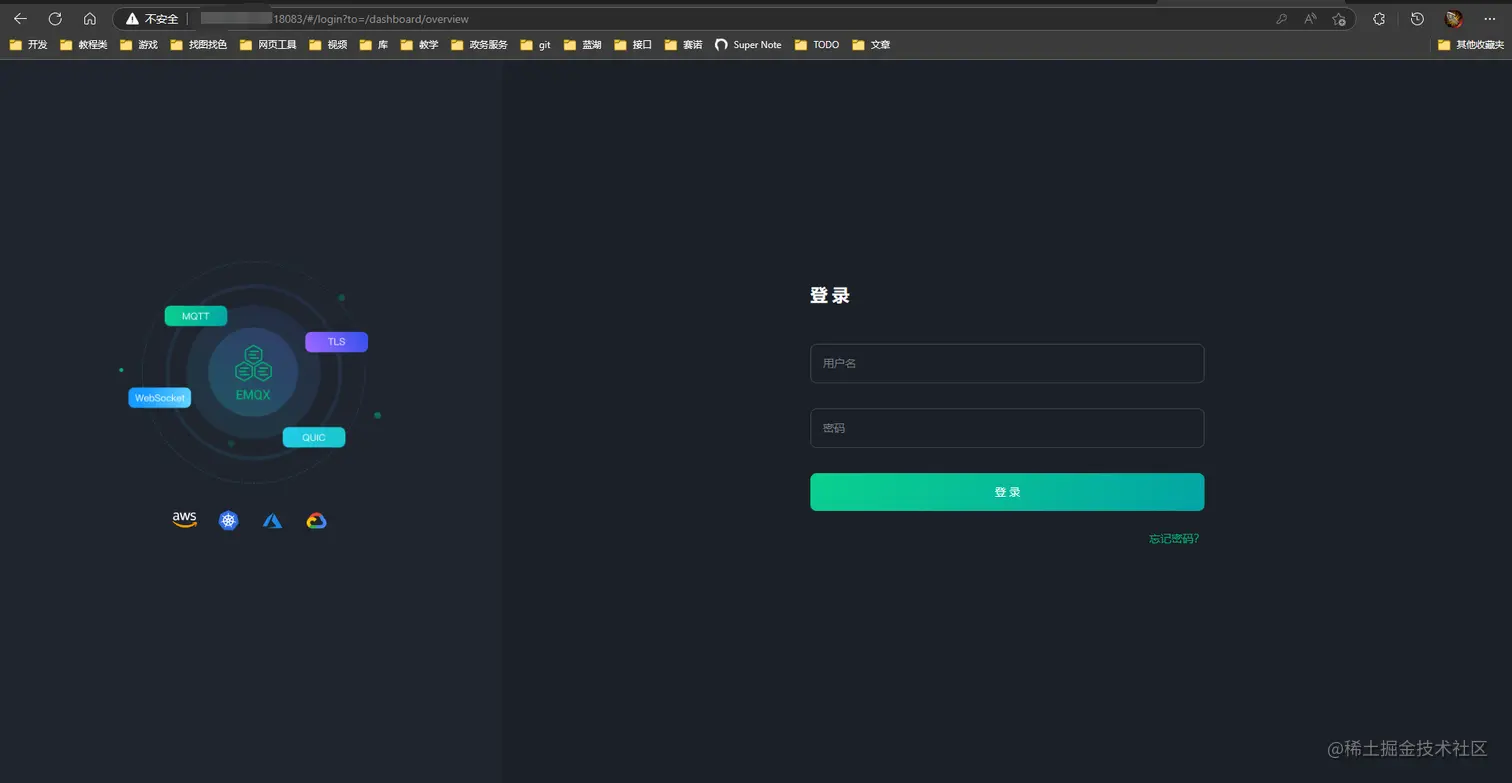 不安全 18083/#/login?to=/dashboard/overview
开发 教程类 游戏 找图找色 网页工具 视频 库 教学 政务服务 git 蓝湖 接口 赛诺 Super Note TODO 文章 其他收藏夹
登录
MQTT
TLS
用户名
EMQX
WebSocket
密码
QUIC
登录
aws
忘记密码?
@稀土掘金技术社区